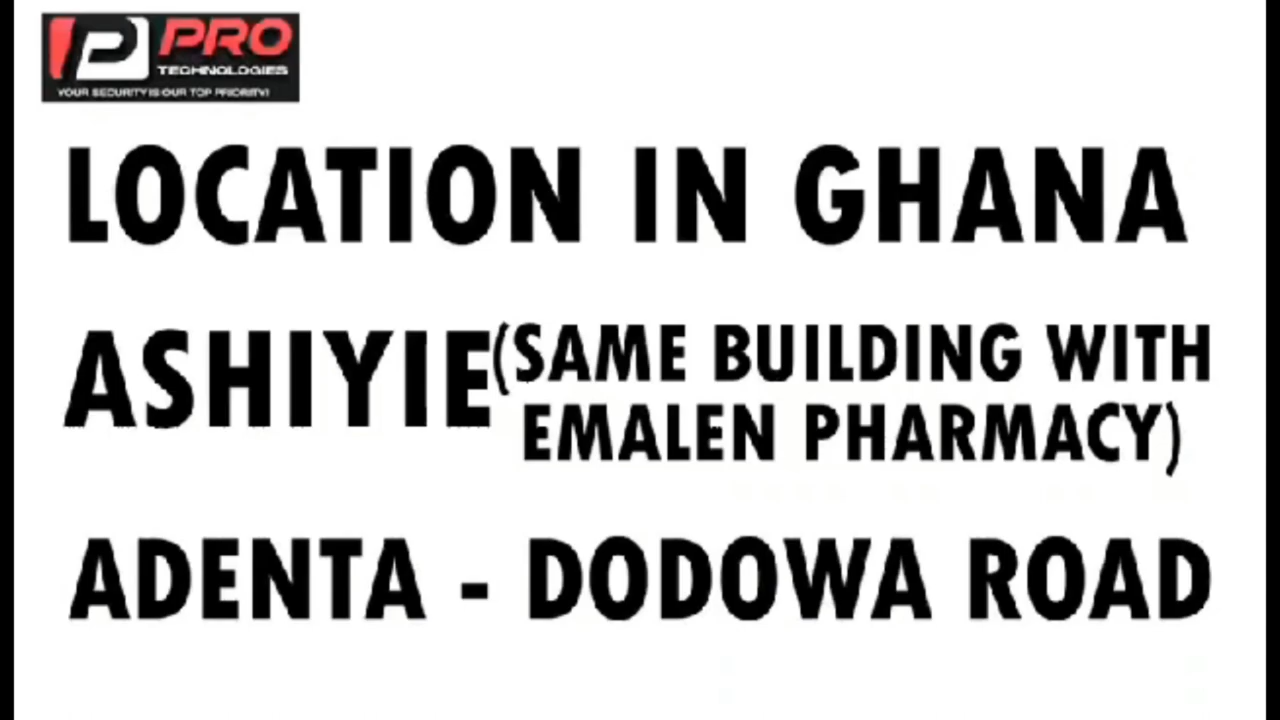 PRO
TECHNOLOGIES
YOUR SECURITY IS OUR TOP PRIORITY!
LOCATION IN GHANA
ASHIYIE (SAME BUILDING WITH
EMALEN PHARMACY)
ADENTA - DODOWA ROAD